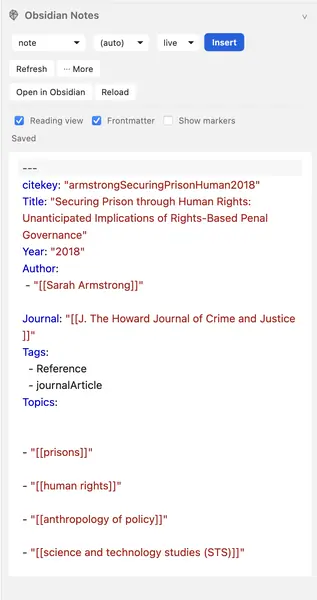 Obsidian Notes
note (auto) live Insert
Refresh ··· More
Open in Obsidian Reload
Reading view Frontmatter Show markers
Saved
---
citekey: "armstrongSecuringPrisonHuman2018"
Title: "Securing Prison through Human Rights:
Unanticipated Implications of Rights-Based Penal
Governance"
Year: "2018"
Author:
- "[[Sarah Armstrong]]"
Journal: "[[J. The Howard Journal of Crime and Justice
]]"
Tags:
- Reference
- journalArticle
Topics:
- "[[prisons]]"
- "[[human rights]]"
- "[[anthropology of policy]]"
- "[[science and technology studies (STS)]]"